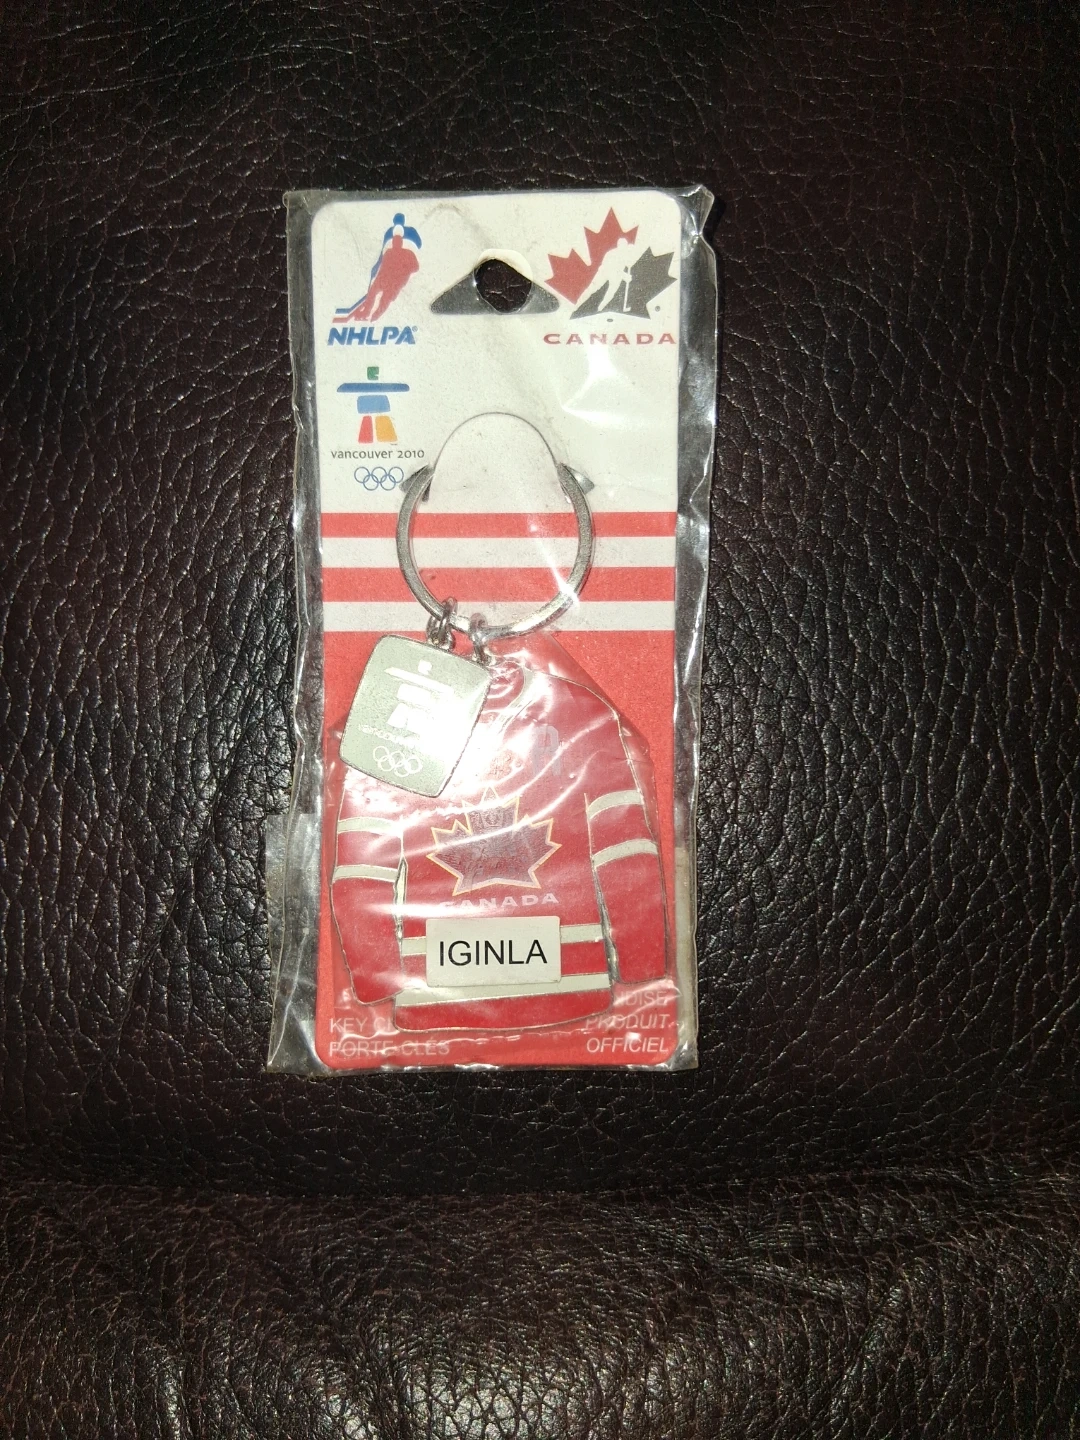 NHLPA
CANADA
vancouver 2010
CANADA
IGINLA
KEY
PORTE-CLÉS
PRODUIT
OFFICIEL